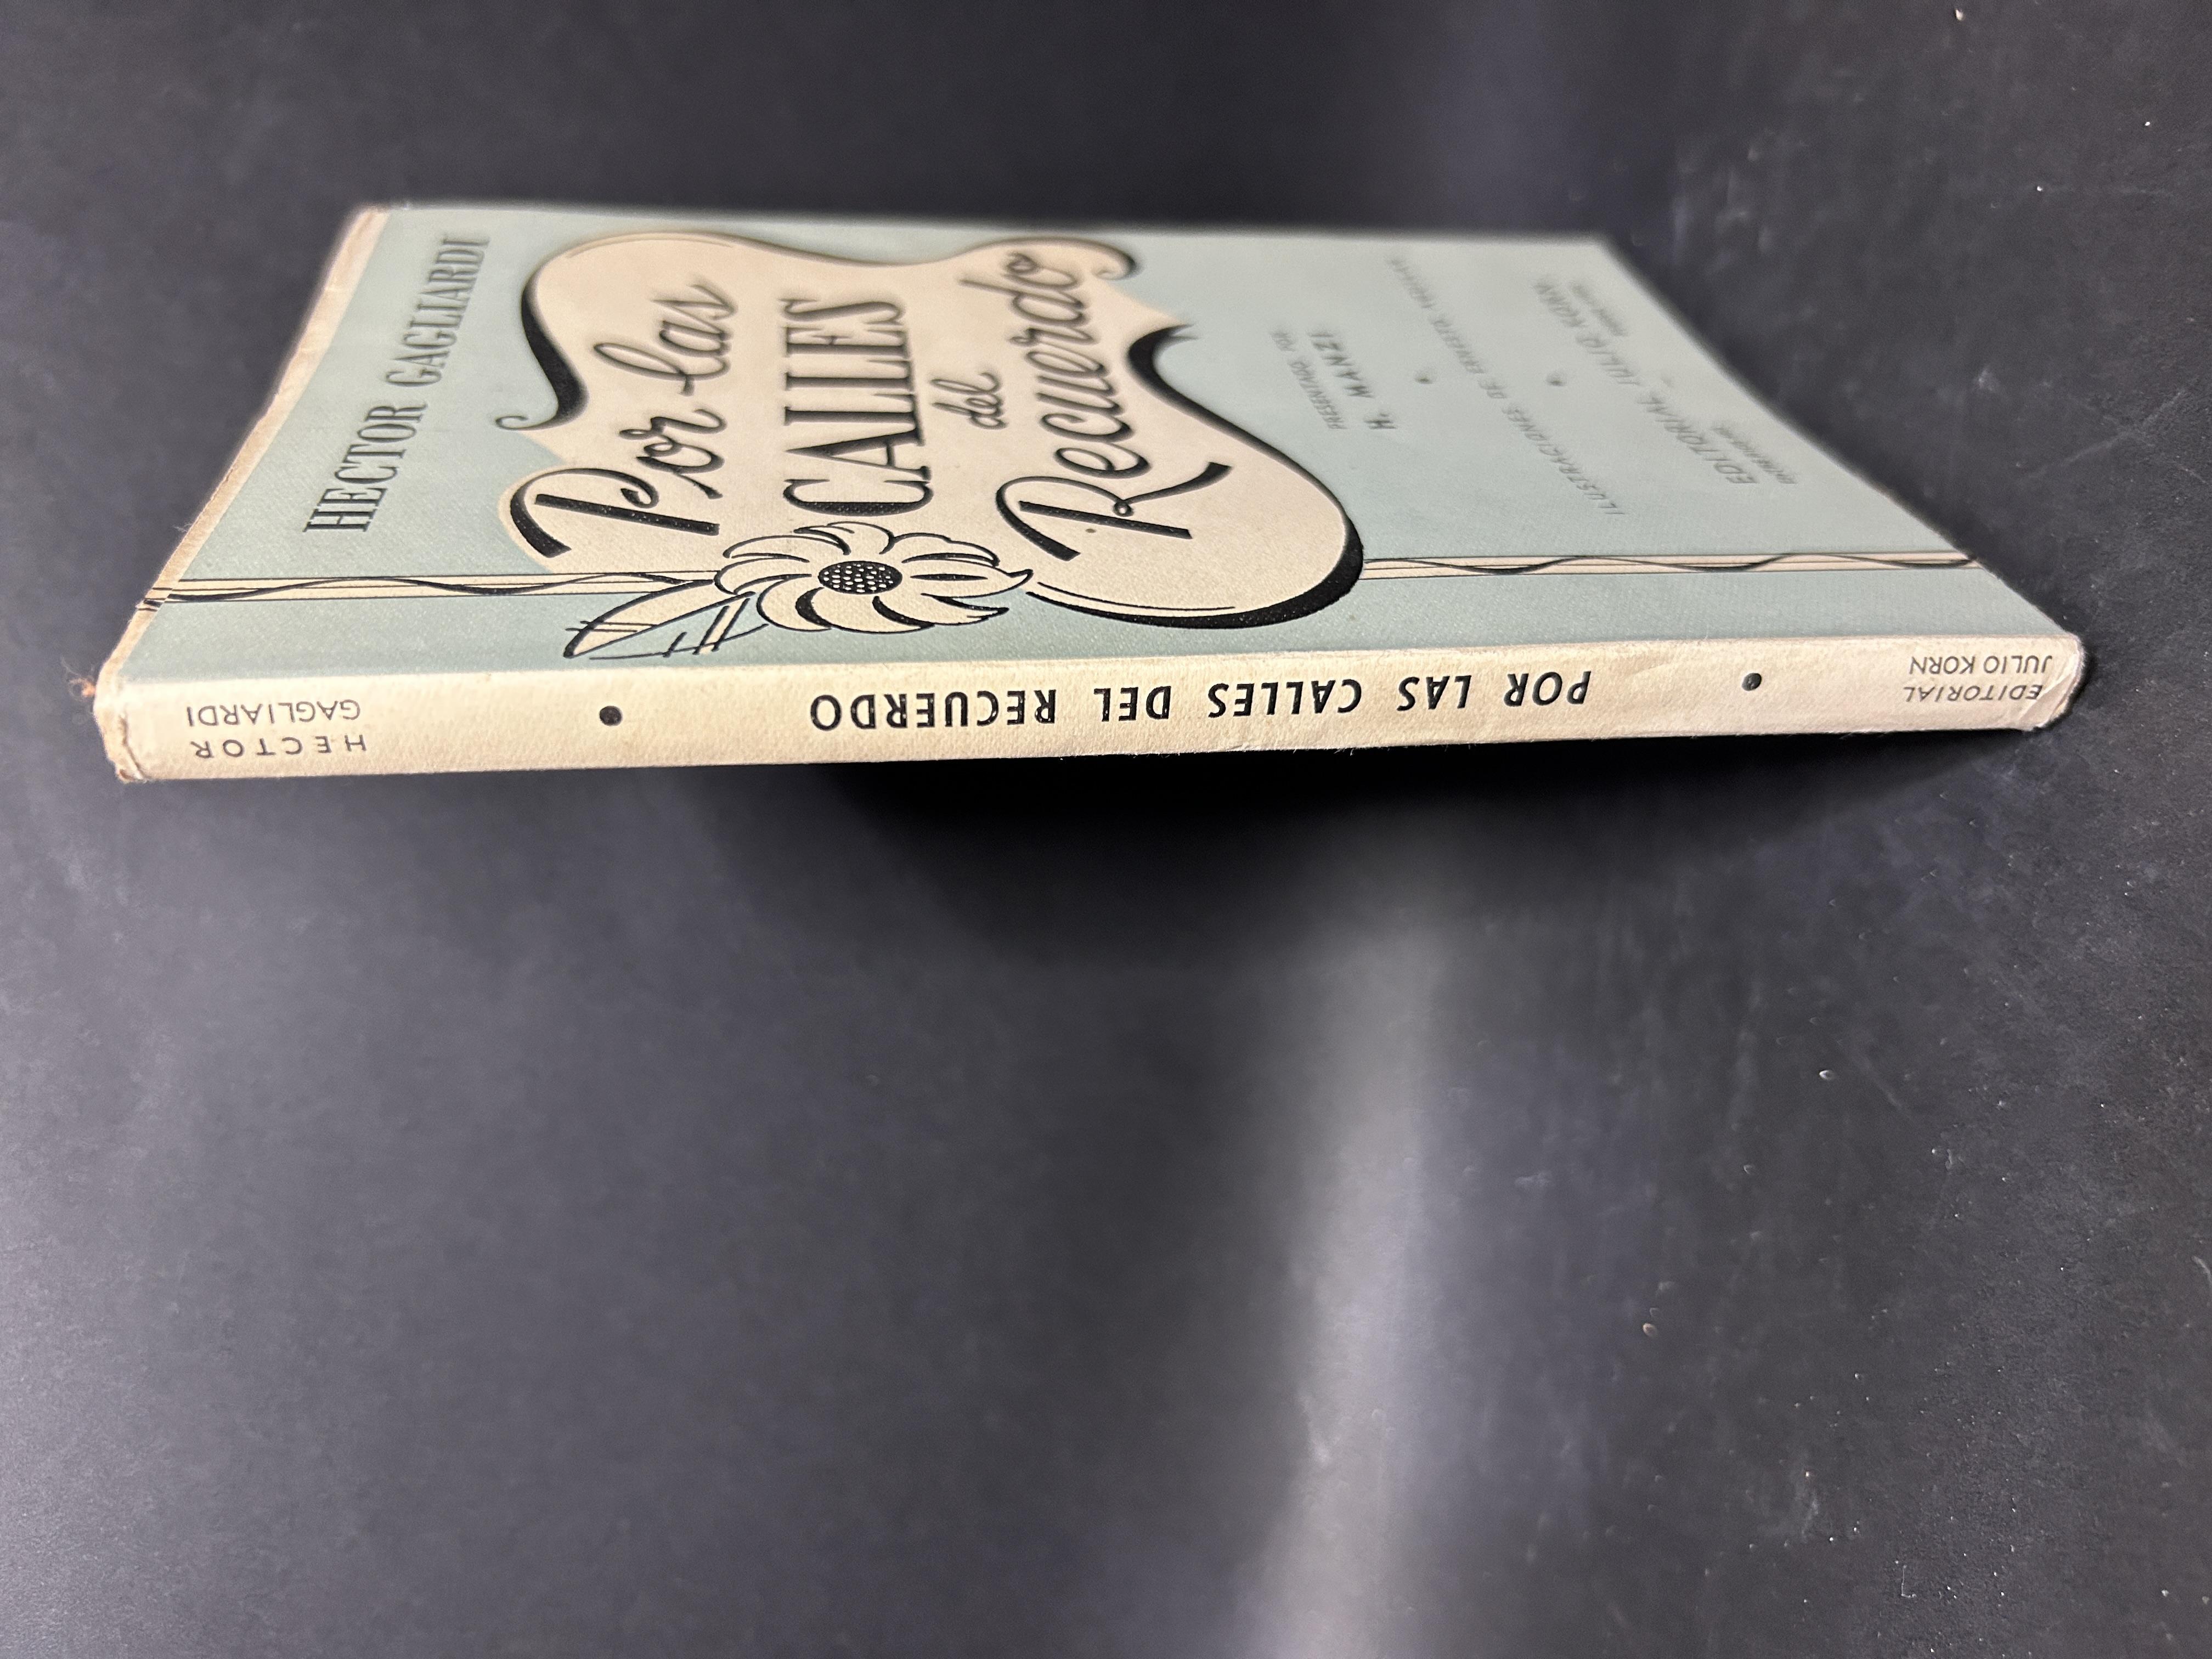 HECTOR GAGLIARDI
Por las
CALLES
del
Recuerdo
PRESENTADO POR
H. MANZI
ILUSTRACIONES DE
EDITORIAL JULIO KORN
HECTOR
GAGLIARDI
POR LAS CALLES DEL RECUERDO
EDITORIAL
JULIO KORN